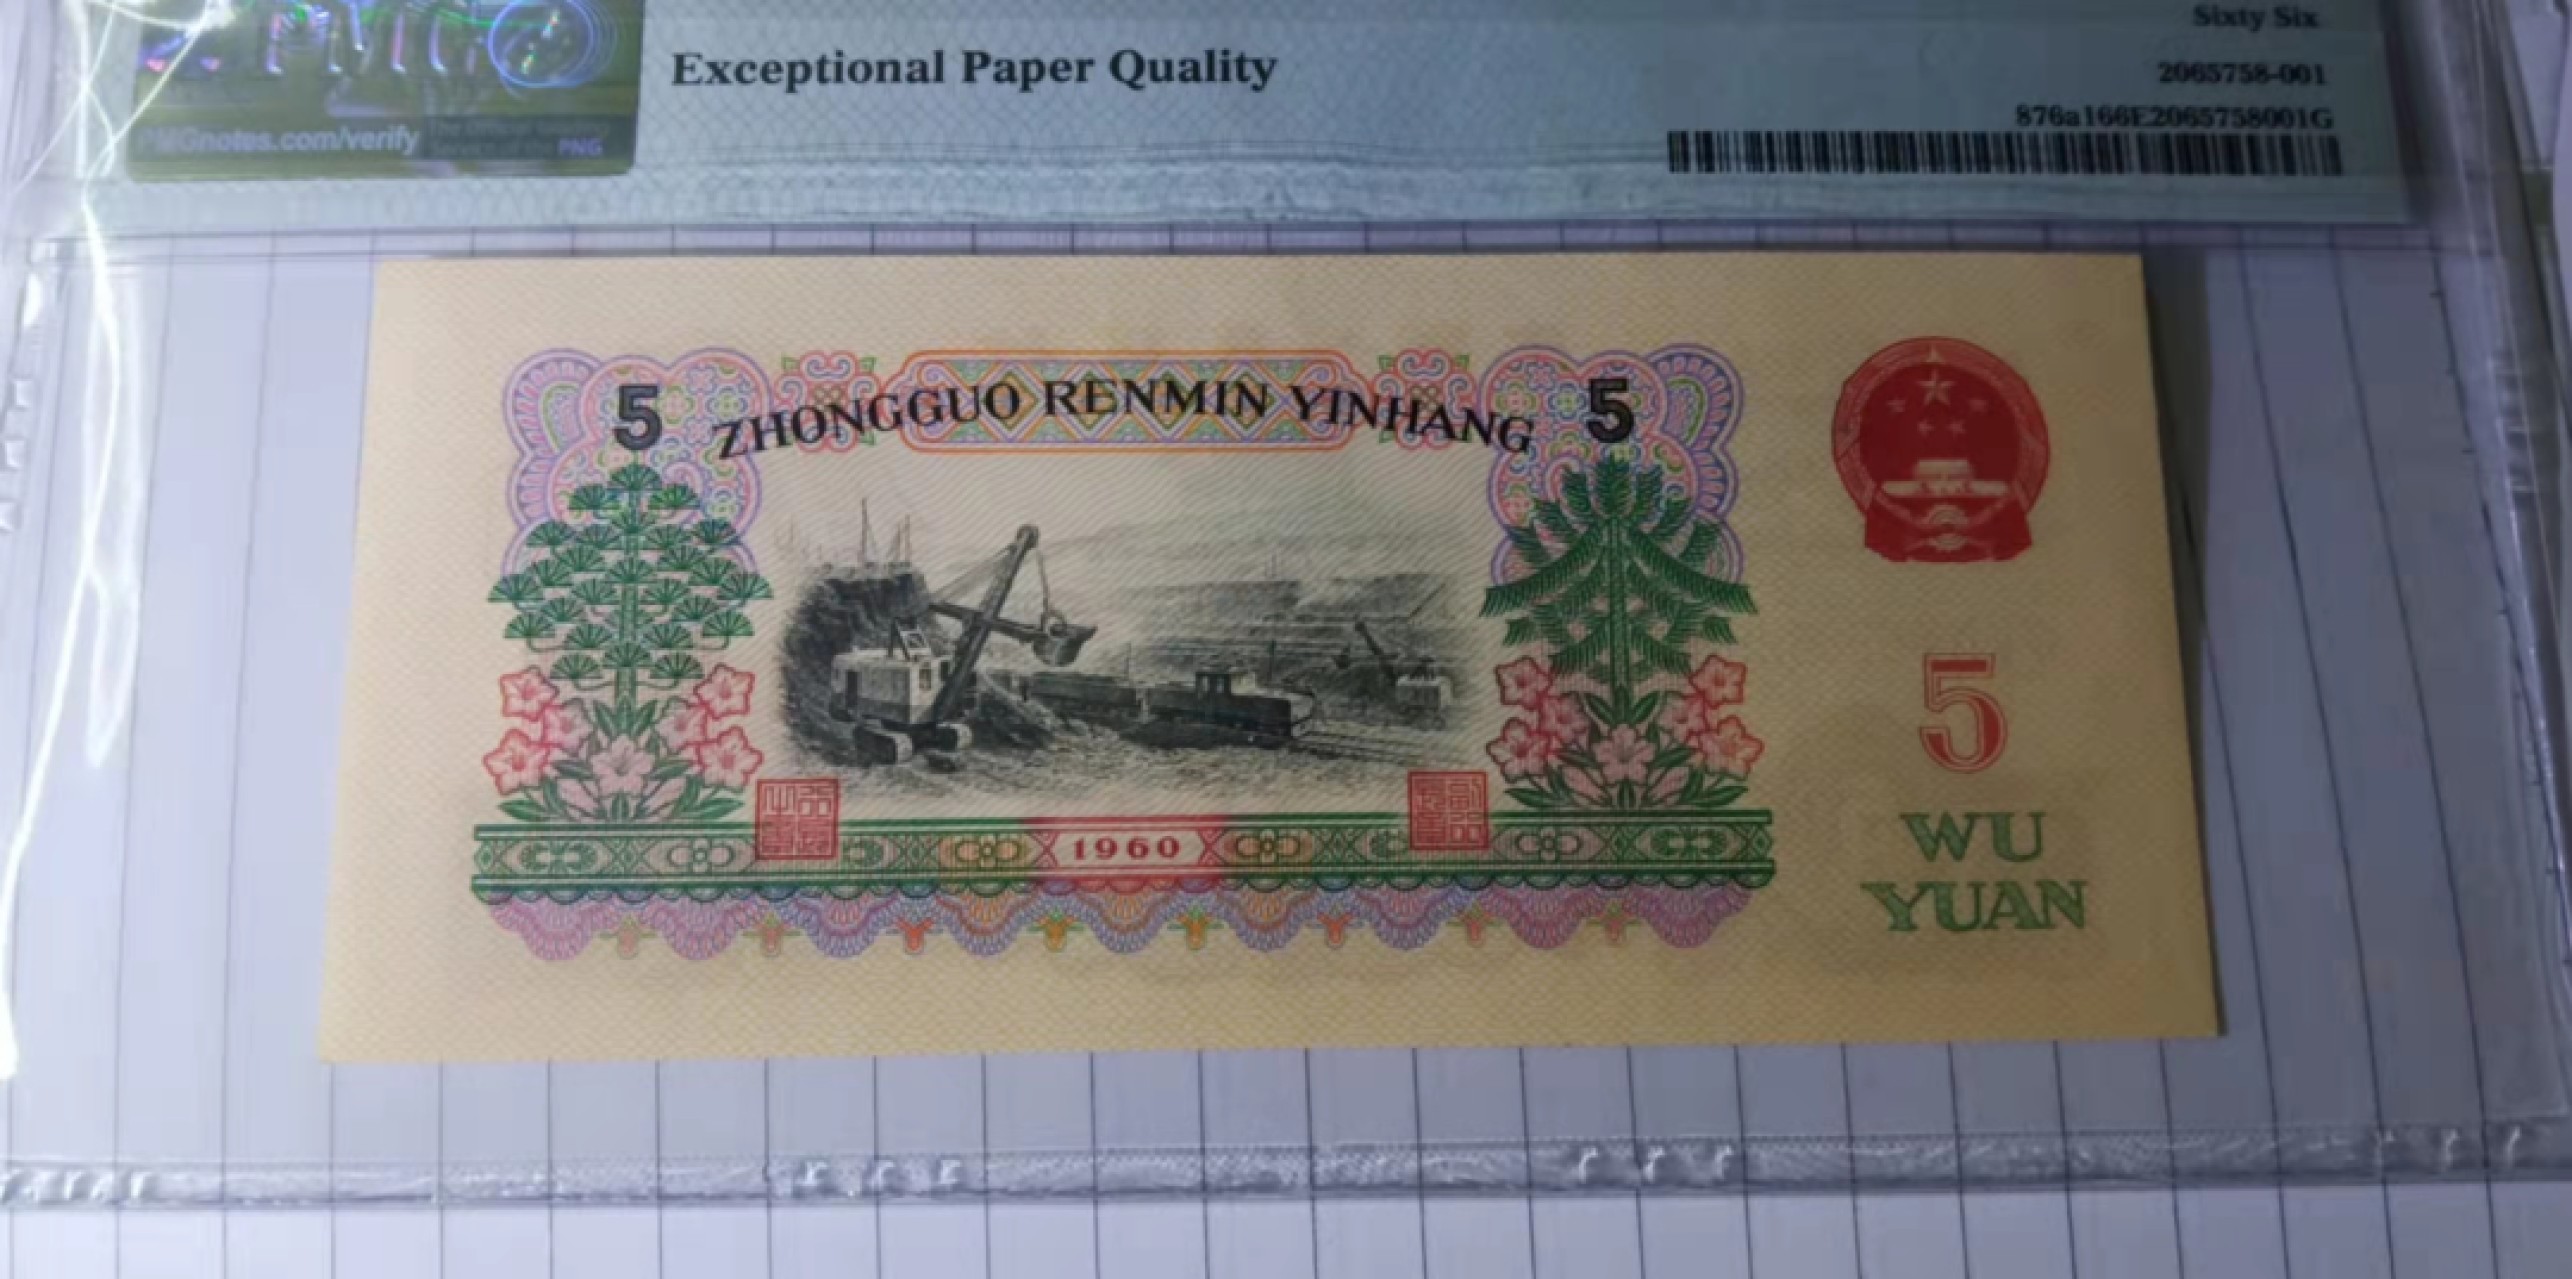 Sixty Six
Exceptional Paper Quality
2065758-001
876a166E2065758001G
PMGnotes.com/verify
PNG
5 ZHONGGUO RENMIN YINHANG 5
1960
5
WU
YUAN